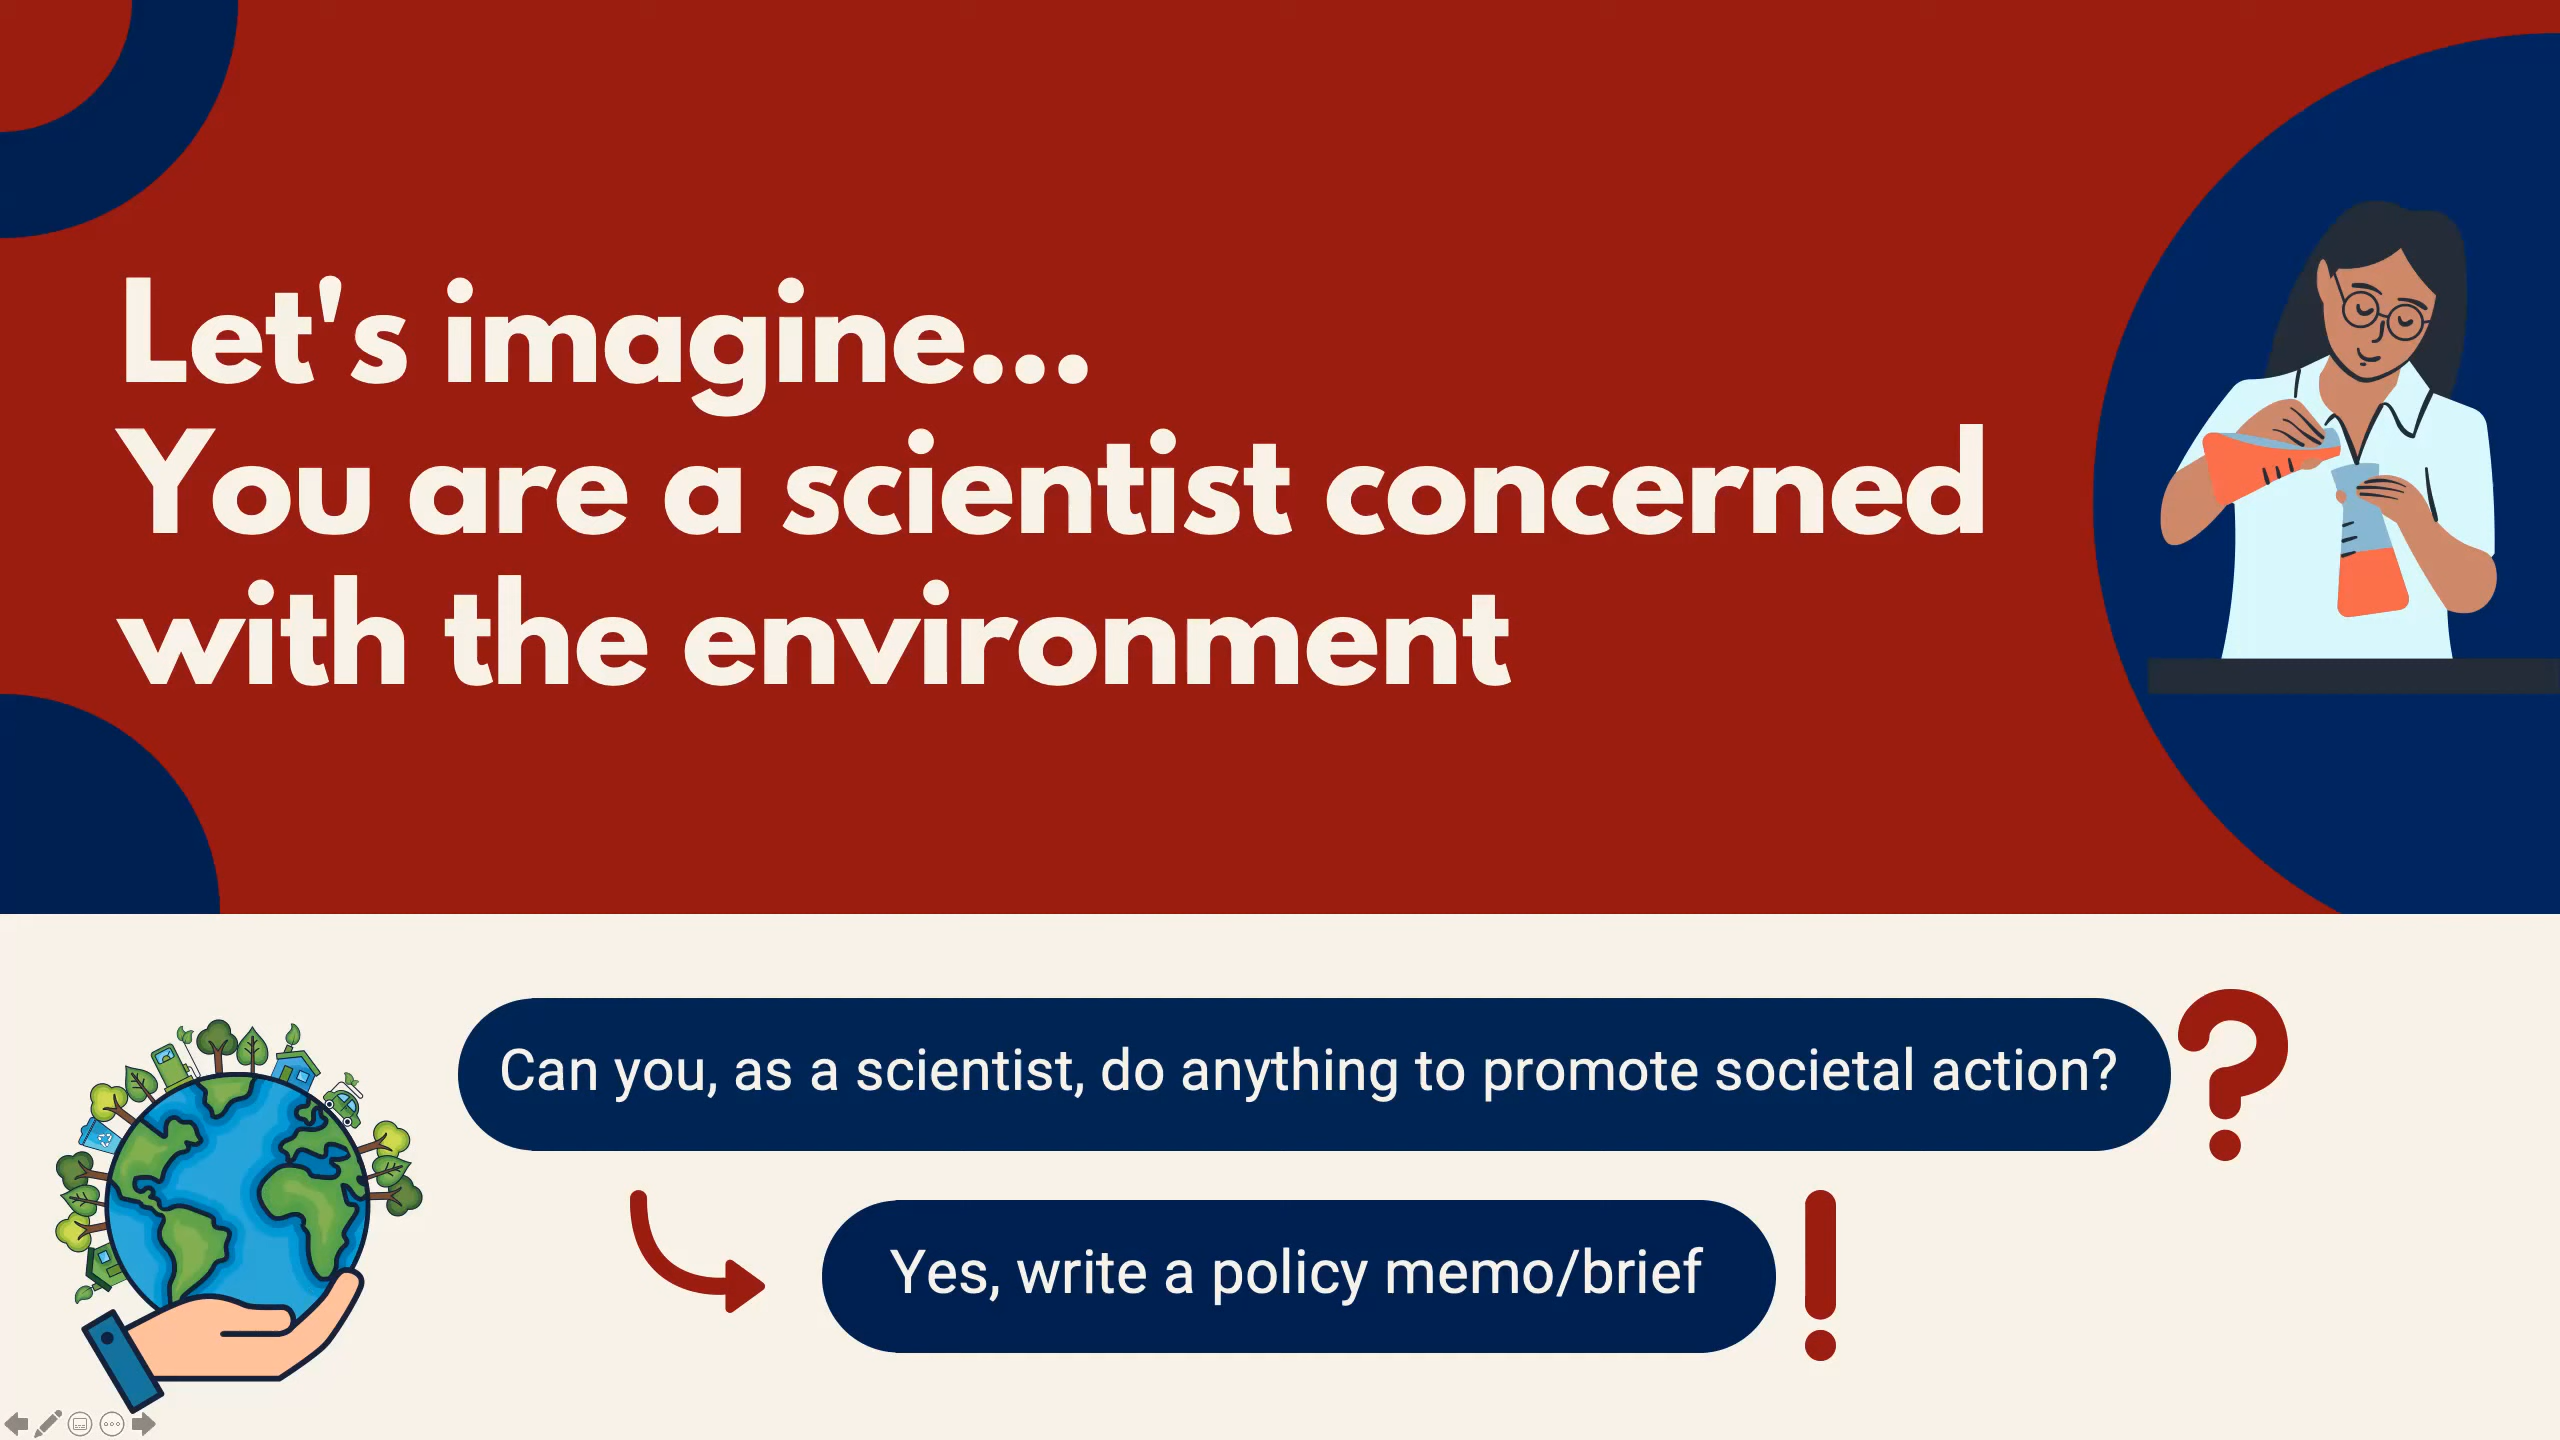 Let's imagine...
You are a scientist concerned
with the environment
Can you, as a scientist, do anything to promote societal action?
?
Yes, write a policy memo/brief
!